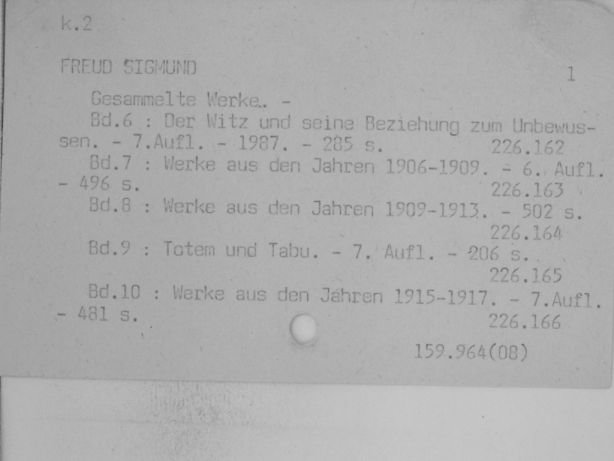 k.2
FREUD SIGMUND 1
Gesammelte Werke. -
Bd.6 : Der Witz und seine Beziehung zum Unbewus-
sen. - 7.Aufl. - 1987. - 285 s. 226.162
Bd.7 : Werke aus den Jahren 1906-1909. - 6. Aufl.
- 496 s. 226.163
Bd.8 : Werke aus den Jahren 1909-1913. - 502 s.
226.164
Bd.9 : Totem und Tabu. - 7. Aufl. - 206 s.
226.165
Bd.10 : Werke aus den Jahren 1915-1917. - 7.Aufl.
- 481 s. 226.166
159.964(08)